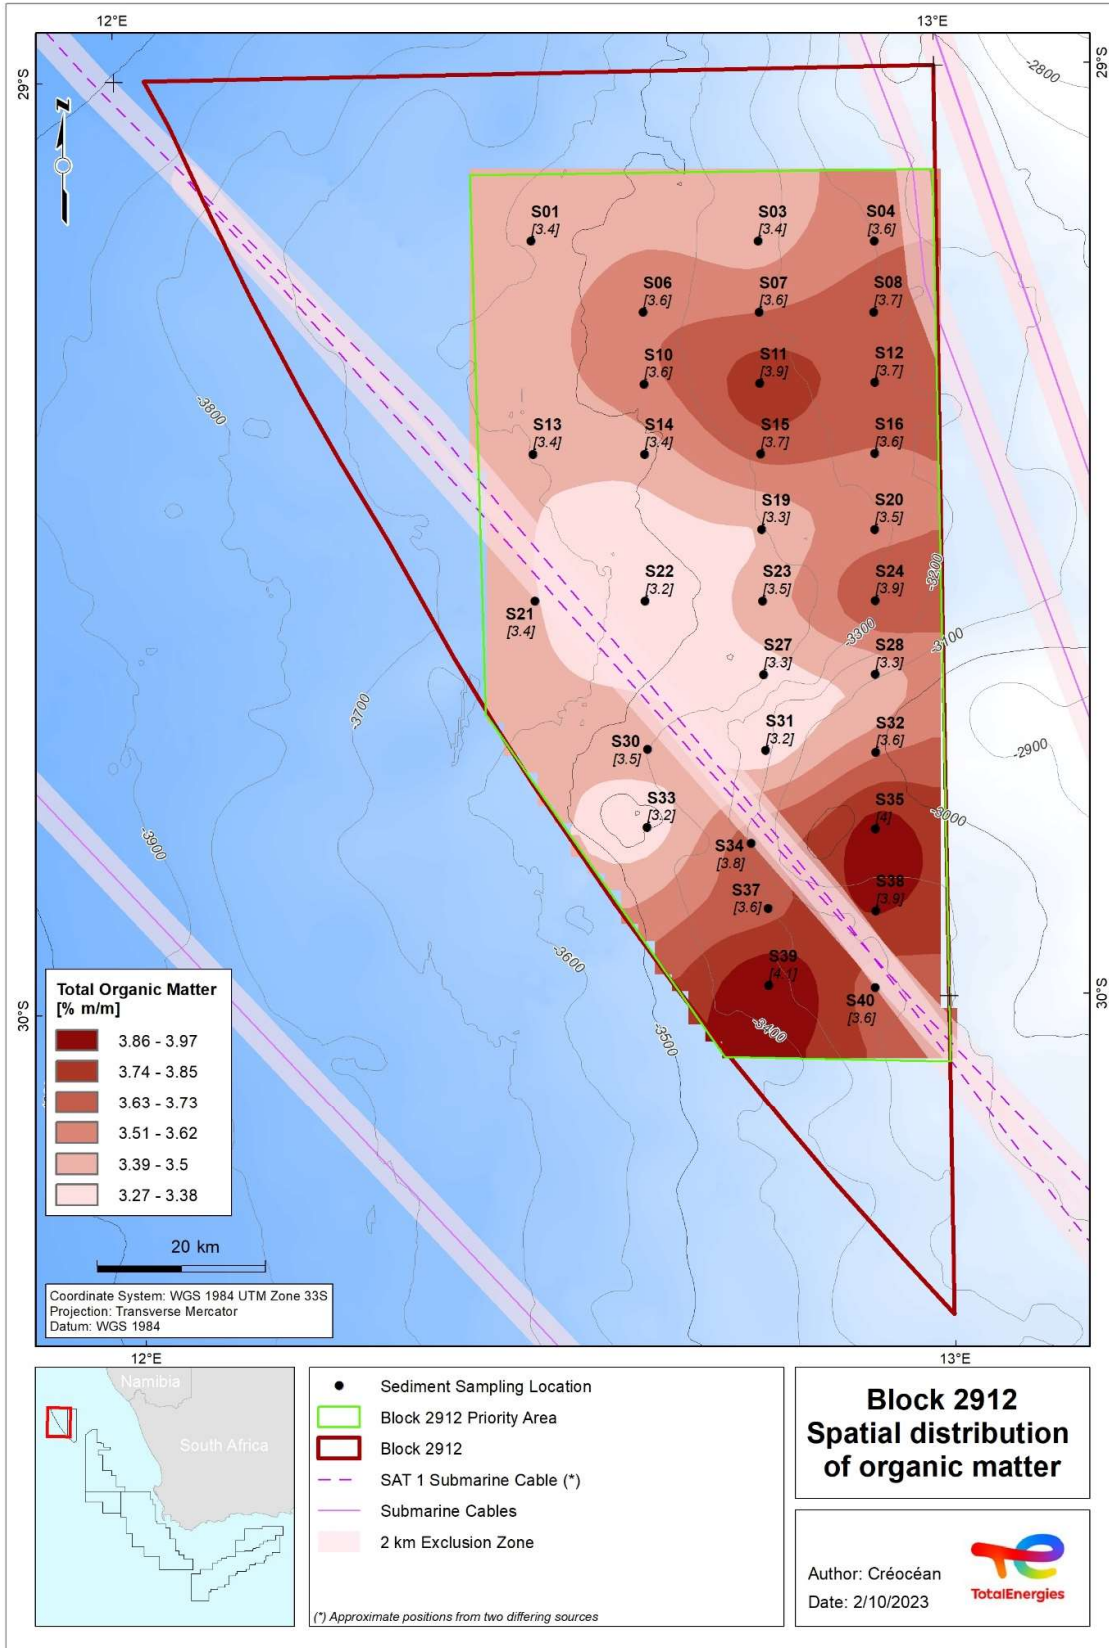 12°E
13°E
29°S
29°S
N
-2800
S01
[3.4]
S03
[3.4]
S04
[3.6]
S06
[3.6]
S07
[3.6]
S08
[3.7]
S10
[3.6]
S11
[3.9]
S12
[3.7]
-3800
S13
[3.4]
S14
[3.4]
S15
[3.7]
S16
[3.6]
S19
[3.3]
S20
[3.5]
-3200
S22
[3.2]
S23
[3.5]
S24
[3.9]
S21
[3.4]
-3300
-3100
S27
[3.3]
S28
[3.3]
-3700
S30
[3.5]
S31
[3.2]
S32
[3.6]
-2900
S33
[3.2]
S35
[4]
-3000
-3900
S34
[3.8]
S37
[3.6]
S38
[3.9]
-3600
S39
[4.1]
S40
[3.6]
-3400
-3500
30°S
30°S
Total Organic Matter
[% m/m]
3.86 - 3.97
3.74 - 3.85
3.63 - 3.73
3.51 - 3.62
3.39 - 3.5
3.27 - 3.38
20 km
Coordinate System: WGS 1984 UTM Zone 33S
Projection: Transverse Mercator
Datum: WGS 1984
12°E
13°E
Namibia
South Africa
Sediment Sampling Location
Block 2912 Priority Area
Block 2912
SAT 1 Submarine Cable (*)
Submarine Cables
2 km Exclusion Zone
(*) Approximate positions from two differing sources
Block 2912
Spatial distribution
of organic matter
Author: Créocéan
Date: 2/10/2023
TotalEnergies